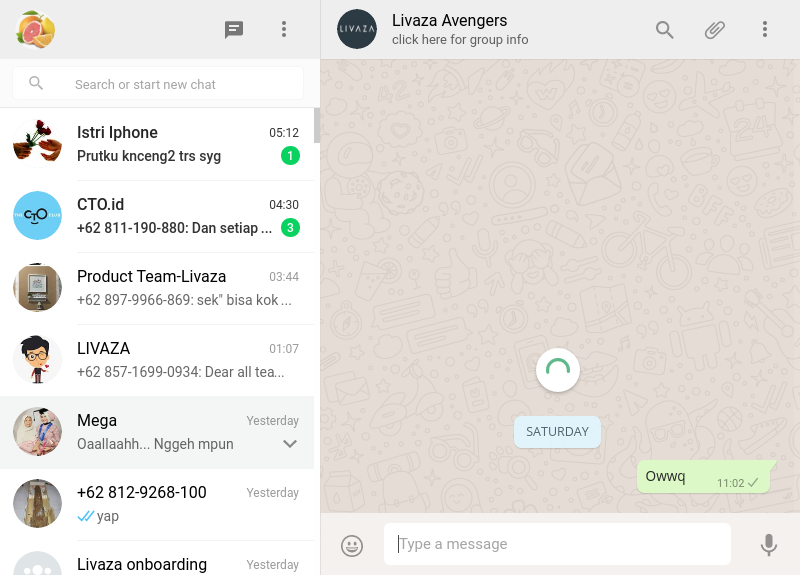 LIVAZA
Livaza Avengers
click here for group info
Search or start new chat
Istri Iphone 05:12
Prutku knceng2 trs syg 1
CTO.id 04:30
+62 811-190-880: Dan setiap ... 3
CTO
Product Team-Livaza 03:44
+62 897-9966-869: sek" bisa kok ...
LIVAZA 01:07
+62 857-1699-0934: Dear all tea...
Mega Yesterday
Oaallaahh... Nggeh mpun
+62 812-9268-100 Yesterday
yap
Livaza onboarding Yesterday
SATURDAY
Owwq 11:02
Type a message